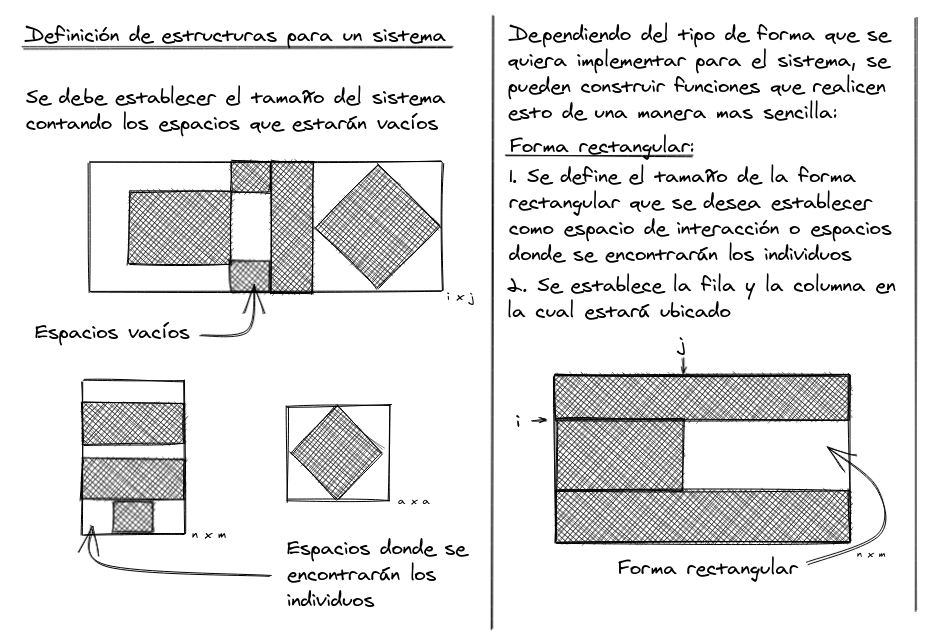 Definición de estructuras para un sistema
Se debe establecer el tamaño del sistema
contando los espacios que estarán vacíos
i x j
Espacios vacíos
n x m
a x a
Espacios donde se
encontrarán los
individuos
Dependiendo del tipo de forma que se
quiera implementar para el sistema, se
pueden construir funciones que realicen
esto de una manera mas sencilla:
Forma rectangular:
1. Se define el tamaño de la forma
rectangular que se desea establecer
como espacio de interacción o espacios
donde se encontrarán los individuos
2. Se establece la fila y la columna en
la cual estará ubicado
j
i
n x m
Forma rectangular